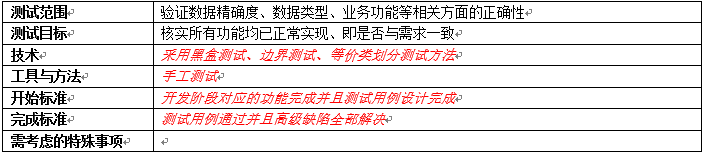 测试范围 验证数据精确度、数据类型、业务功能等相关方面的正确性
测试目标 核实所有功能均已正常实现、即是否与需求一致
技术 采用黑盒测试、边界测试、等价类划分测试方法
工具与方法 手工测试
开始标准 开发阶段对应的功能完成并且测试用例设计完成
完成标准 测试用例通过并且高级缺陷全部解决
需考虑的特殊事项